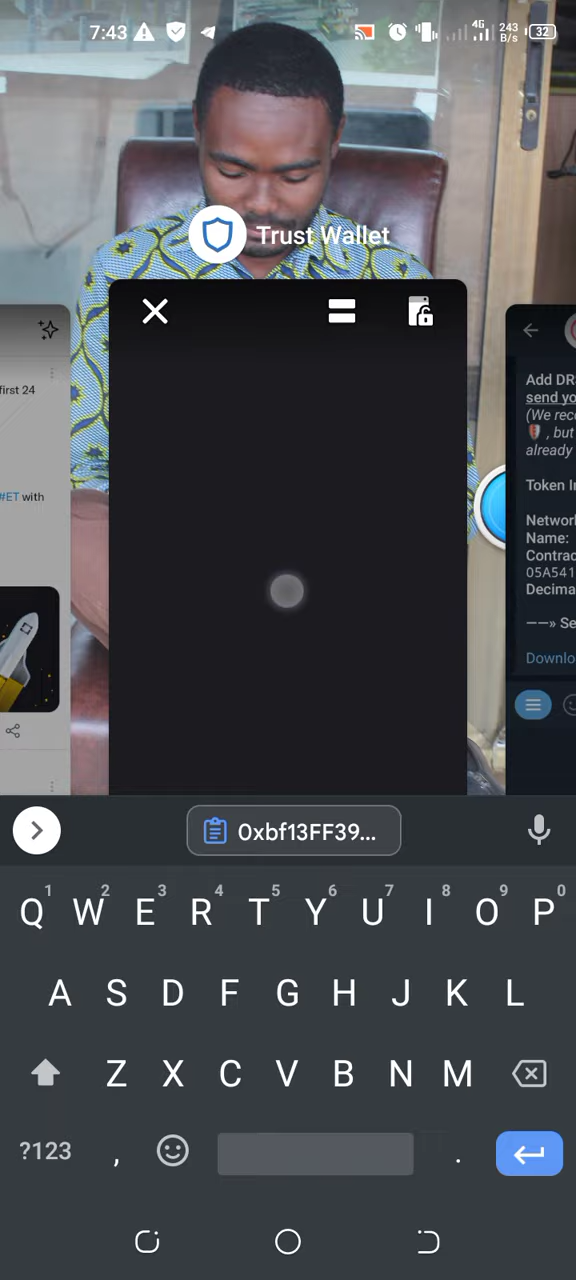 7:43
4G
243
B/s
32
Trust Wallet
first 24
#ET with
Add DR
send yo
(We rec
, but
already
Token I
Network
Name:
Contrac
05A541
Decima
——» Se
Downlo
0xbf13FF39...
1 2 3 4 5 6 7 8 9 0
Q W E R T Y U I O P
A S D F G H J K L
Z X C V B N M
?123 , .